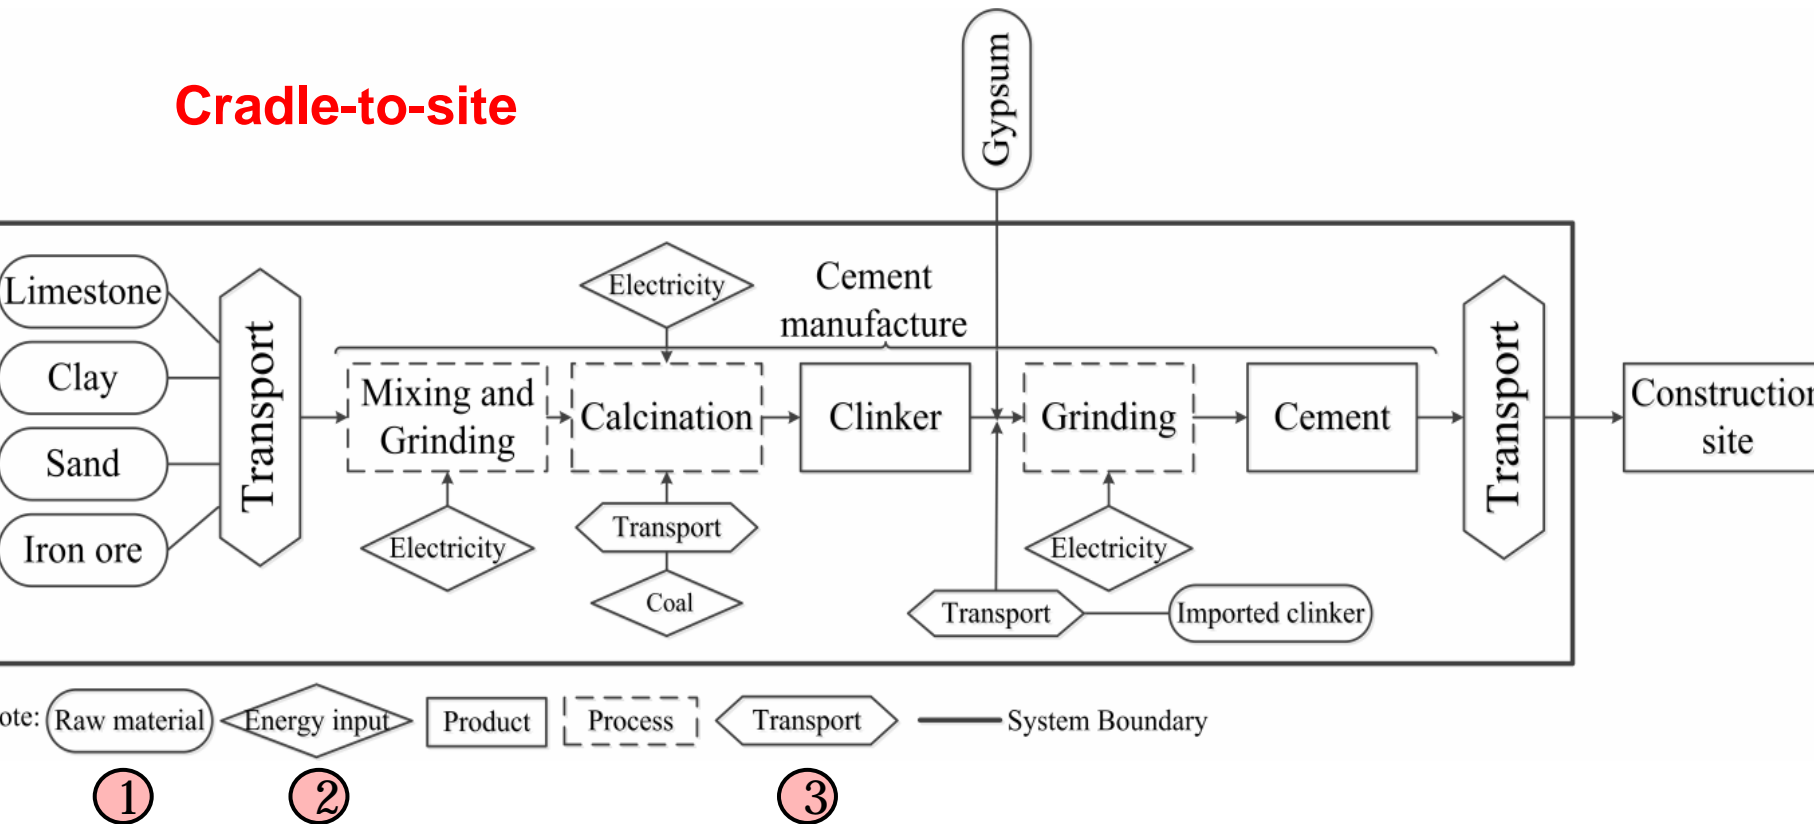 Cradle-to-site
Gypsum
Limestone
Clay
Sand
Iron ore
Transport
Electricity
Cement
manufacture
Mixing and
Grinding
Calcination
Clinker
Grinding
Cement
Transport
Construction
site
Electricity
Transport
Coal
Electricity
Transport
Imported clinker
ote:
Raw material
Energy input
Product
Process
Transport
System Boundary
1
2
3